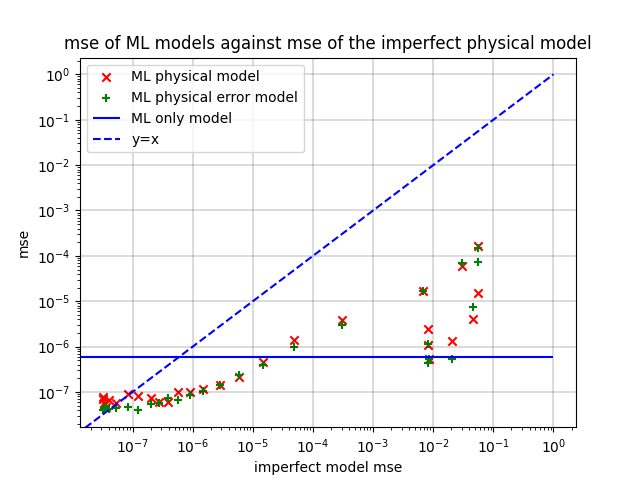 mse of ML models against mse of the imperfect physical model
ML physical model
ML physical error model
ML only model
y=x
10⁰
10⁻¹
10⁻²
10⁻³
10⁻⁴
10⁻⁵
10⁻⁶
10⁻⁷
mse
10⁻⁷ 10⁻⁶ 10⁻⁵ 10⁻⁴ 10⁻³ 10⁻² 10⁻¹ 10⁰
imperfect model mse